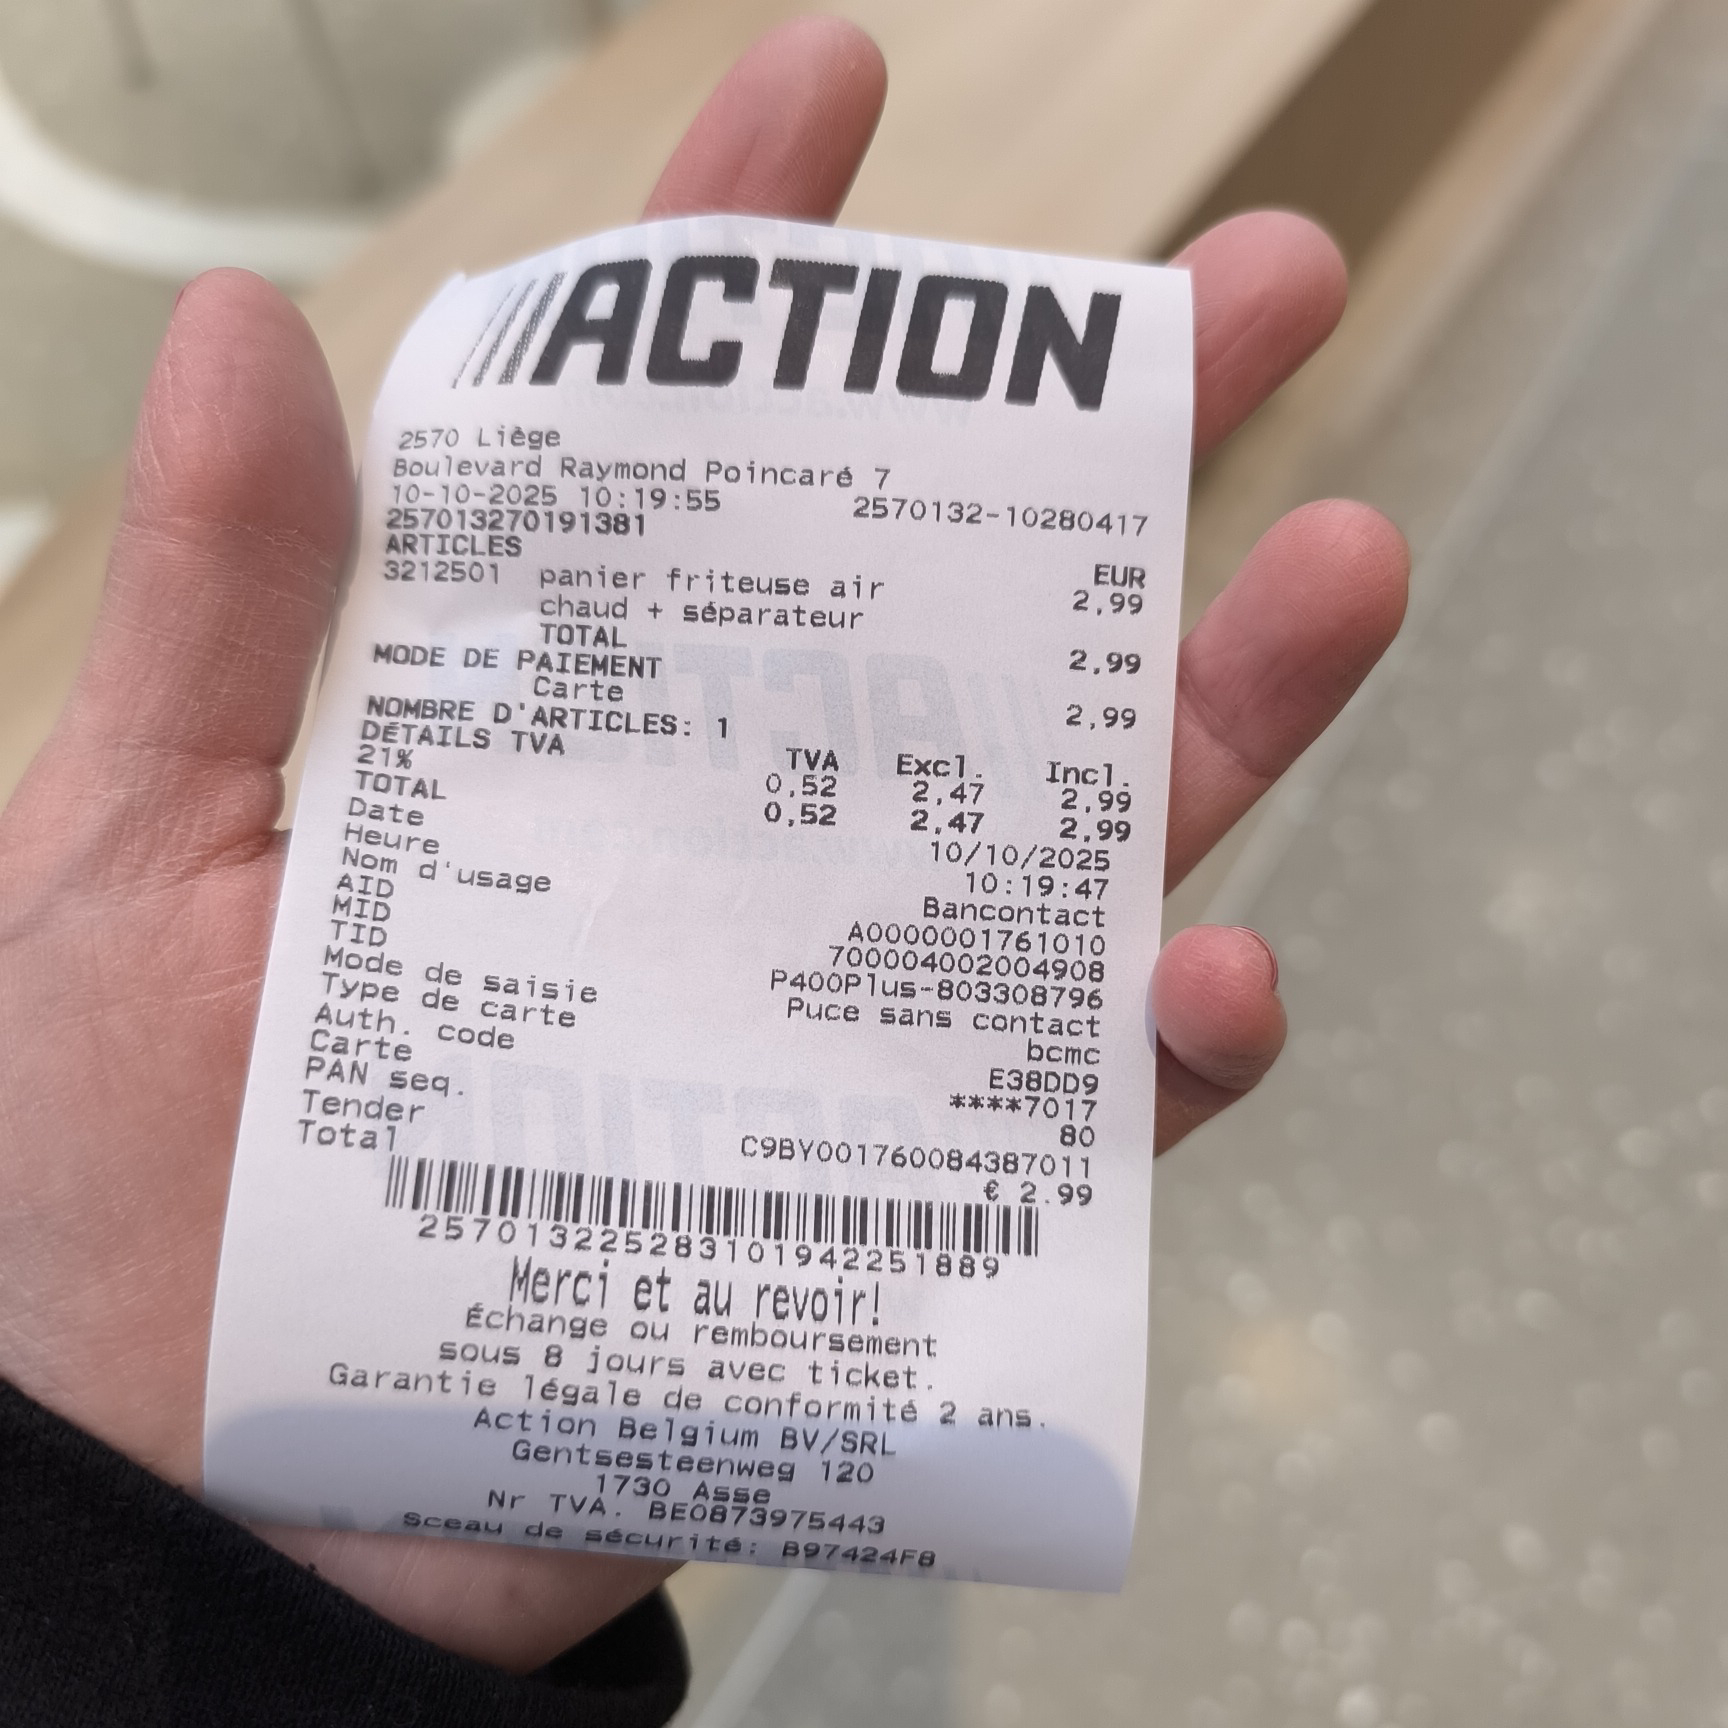 ACTION
2570 Liège
Boulevard Raymond Poincaré 7
10-10-2025 10:19:55 2570132-10280417
257013270191381
ARTICLES EUR
3212501 panier friteuse air 2,99
chaud + séparateur
TOTAL 2,99
MODE DE PAIEMENT
Carte 2,99
NOMBRE D'ARTICLES: 1
DÉTAILS TVA TVA Excl. Incl.
21% 0,52 2,47 2,99
TOTAL 0,52 2,47 2,99
Date 10/10/2025
Heure 10:19:47
Nom d'usage Bancontact
AID A0000001761010
MID 700004002004908
TID P400Plus-803308796
Mode de saisie Puce sans contact
Type de carte bcmc
Auth. code E38DD9
Carte ****7017
PAN seq. 80
Tender C9BY001760084387011
Total € 2.99
257013225283101942251889
Merci et au revoir!
Échange ou remboursement
sous 8 jours avec ticket.
Garantie légale de conformité 2 ans.
Action Belgium BV/SRL
Gentsesteenweg 120
1730 Asse
Nr TVA. BE0873975443
Sceau de sécurité: B97424F8